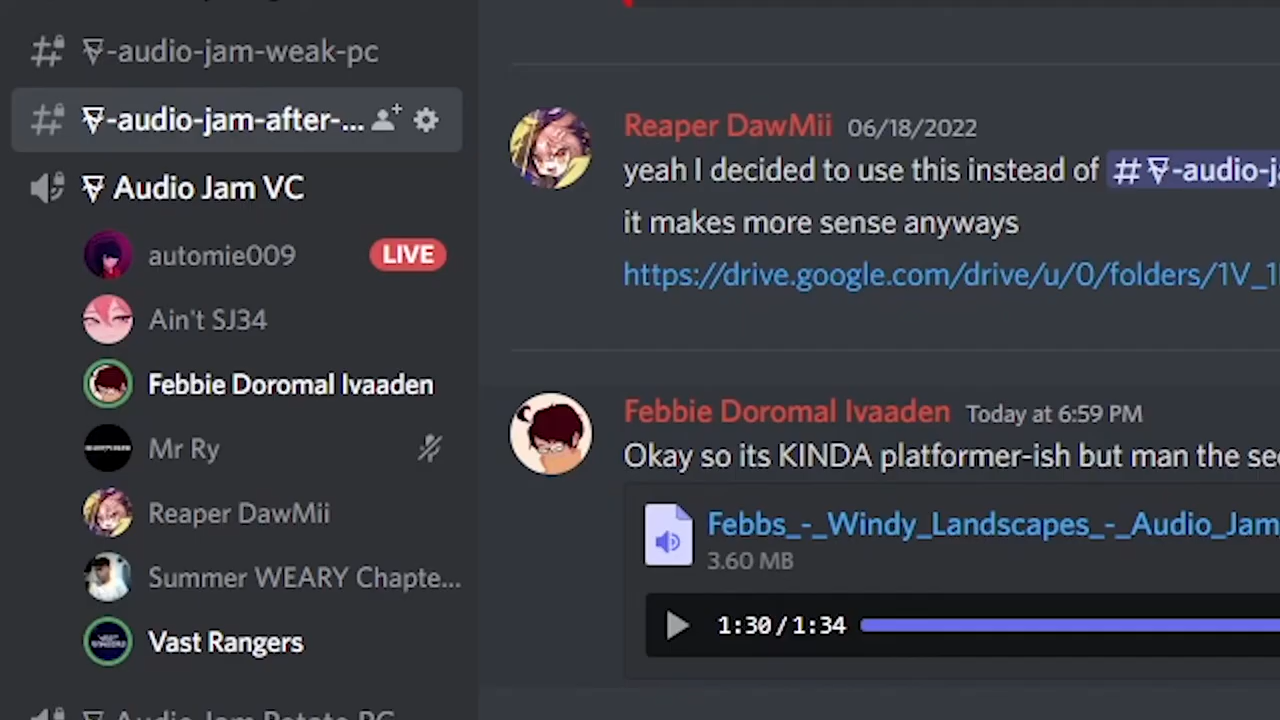 -audio-jam-weak-pc
-audio-jam-after-...
Audio Jam VC
automie009
LIVE
Ain't SJ34
Febbie Doromal Ivaaden
Mr Ry
Reaper DawMii
Summer WEARY Chapte...
Vast Rangers
Reaper DawMii 06/18/2022
yeah I decided to use this instead of # -audio-ja
it makes more sense anyways
https://drive.google.com/drive/u/0/folders/1V_1
Febbie Doromal Ivaaden Today at 6:59 PM
Okay so its KINDA platformer-ish but man the se
Febbs_-_Windy_Landscapes_-_Audio_Jam
3.60 MB
1:30/1:34